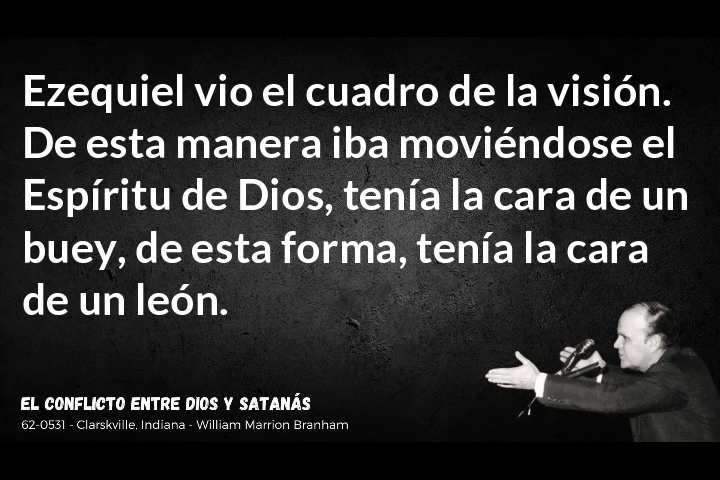 Ezequiel vio el cuadro de la visión.
De esta manera iba moviéndose el
Espíritu de Dios, tenía la cara de un
buey, de esta forma, tenía la cara
de un león.
EL CONFLICTO ENTRE DIOS Y SATANÁS
62-0531 - Clarskville, Indiana - William Marrion Branham